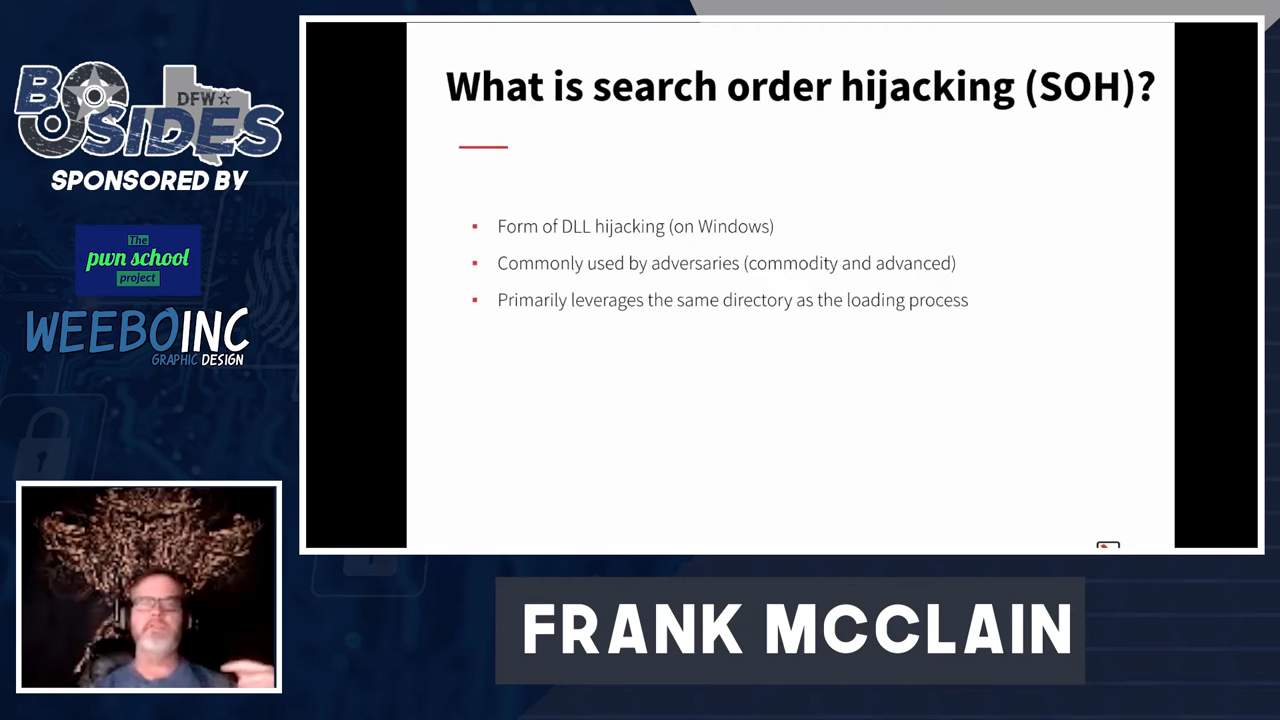 BSIDES
DFW
SPONSORED BY
The
pwn school
project
WEEBOINC
GRAPHIC DESIGN
What is search order hijacking (SOH)?
▪ Form of DLL hijacking (on Windows)
▪ Commonly used by adversaries (commodity and advanced)
▪ Primarily leverages the same directory as the loading process
FRANK MCCLAIN